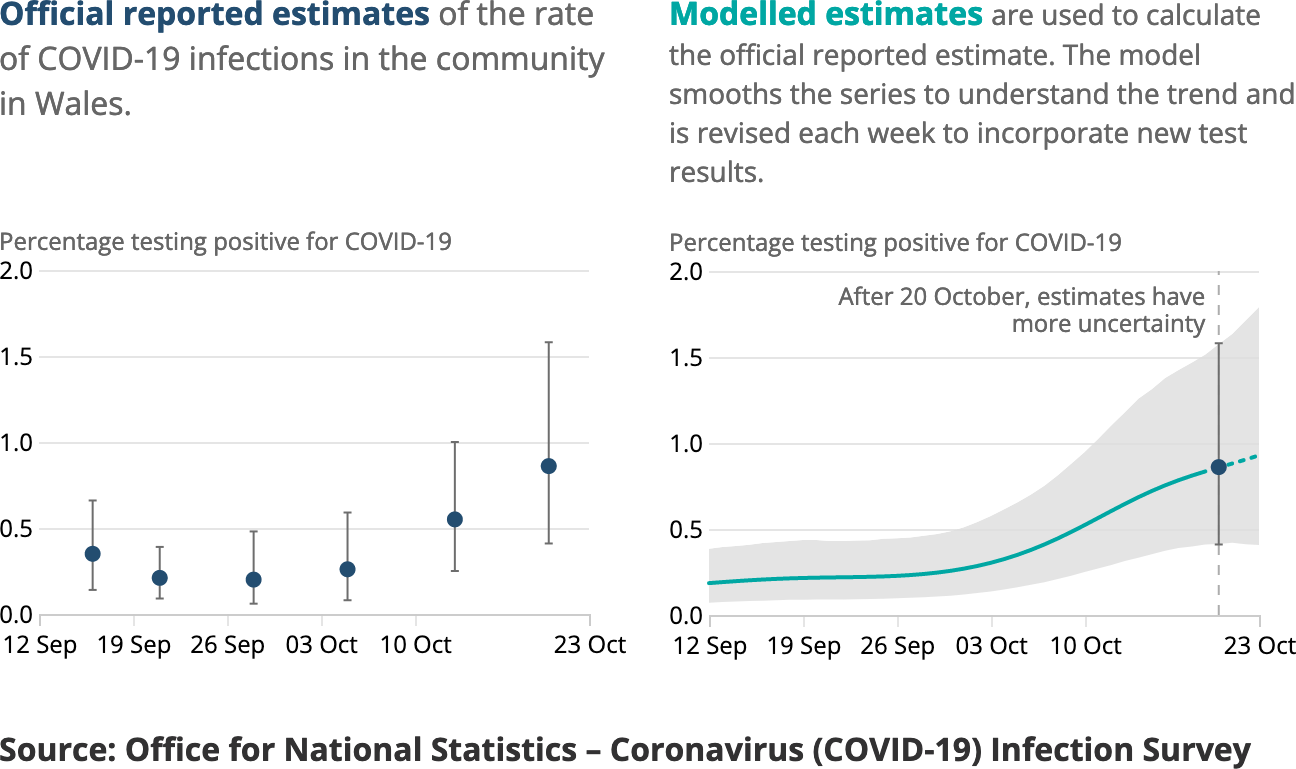 Official reported estimates of the rate
of COVID-19 infections in the community
in Wales.
Percentage testing positive for COVID-19
2.0
1.5
1.0
0.5
0.0
12 Sep 19 Sep 26 Sep 03 Oct 10 Oct 23 Oct
Modelled estimates are used to calculate
the official reported estimate. The model
smooths the series to understand the trend and
is revised each week to incorporate new test
results.
Percentage testing positive for COVID-19
2.0
After 20 October, estimates have
more uncertainty
1.5
1.0
0.5
0.0
12 Sep 19 Sep 26 Sep 03 Oct 10 Oct 23 Oct
Source: Office for National Statistics – Coronavirus (COVID-19) Infection Survey